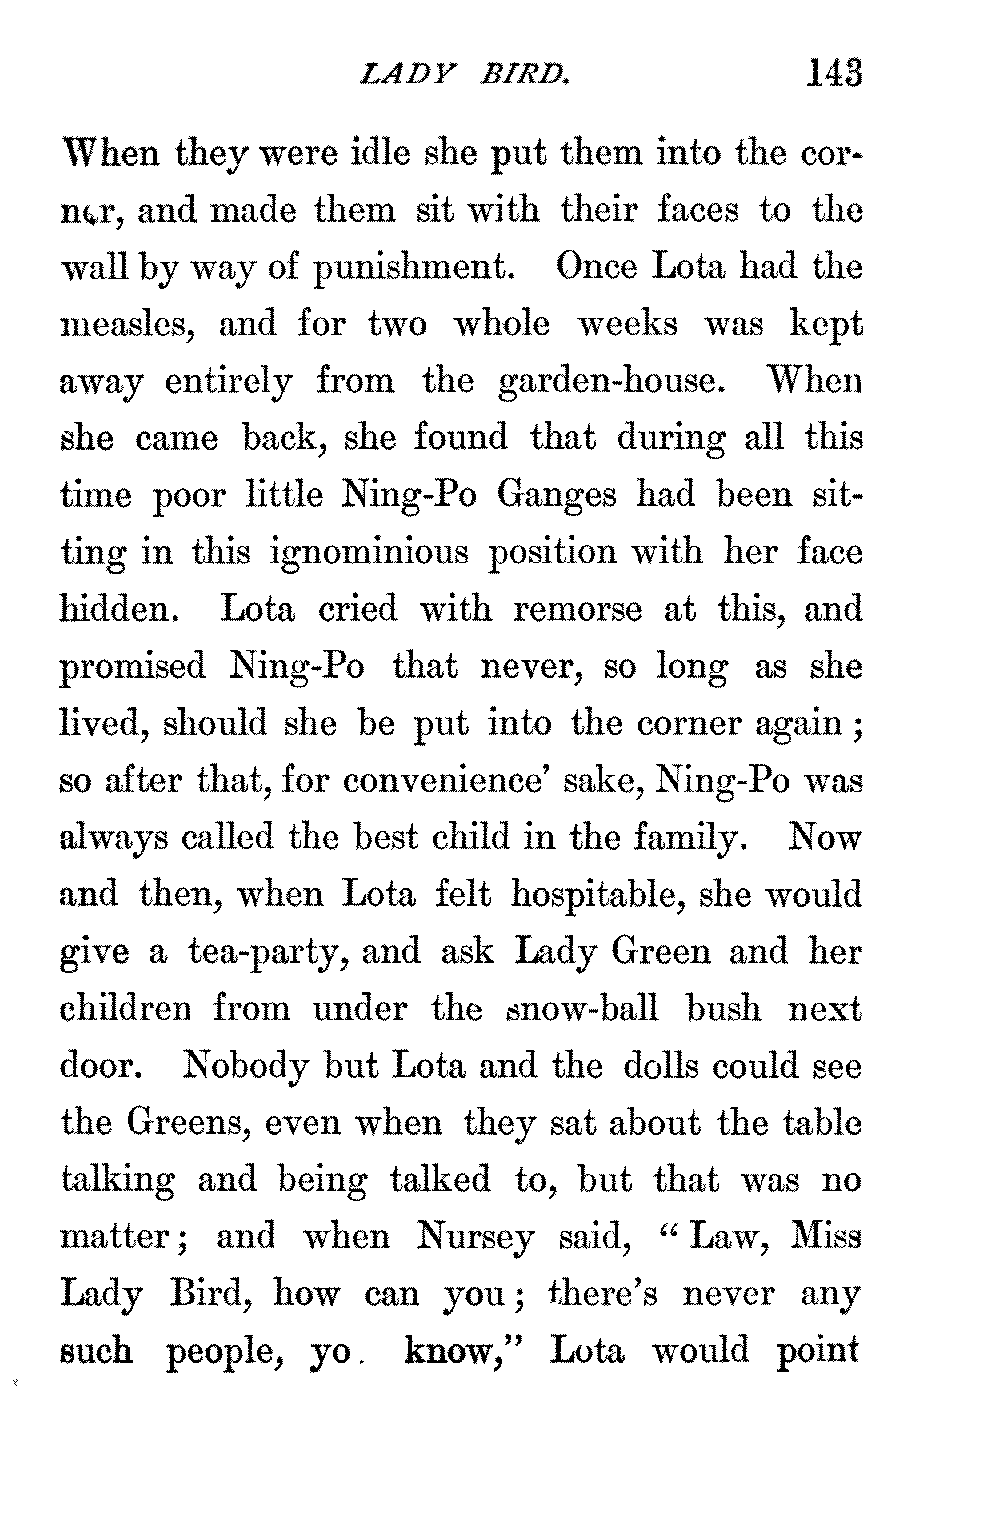 LADY BIRD. 143
When they were idle she put them into the cor-
ner, and made them sit with their faces to the
wall by way of punishment. Once Lota had the
measles, and for two whole weeks was kept
away entirely from the garden-house. When
she came back, she found that during all this
time poor little Ning-Po Ganges had been sit-
ting in this ignominious position with her face
hidden. Lota cried with remorse at this, and
promised Ning-Po that never, so long as she
lived, should she be put into the corner again ;
so after that, for convenience' sake, Ning-Po was
always called the best child in the family. Now
and then, when Lota felt hospitable, she would
give a tea-party, and ask Lady Green and her
children from under the snow-ball bush next
door. Nobody but Lota and the dolls could see
the Greens, even when they sat about the table
talking and being talked to, but that was no
matter ; and when Nursey said, “ Law, Miss
Lady Bird, how can you ; there's never any
such people, yo. know,” Lota would point